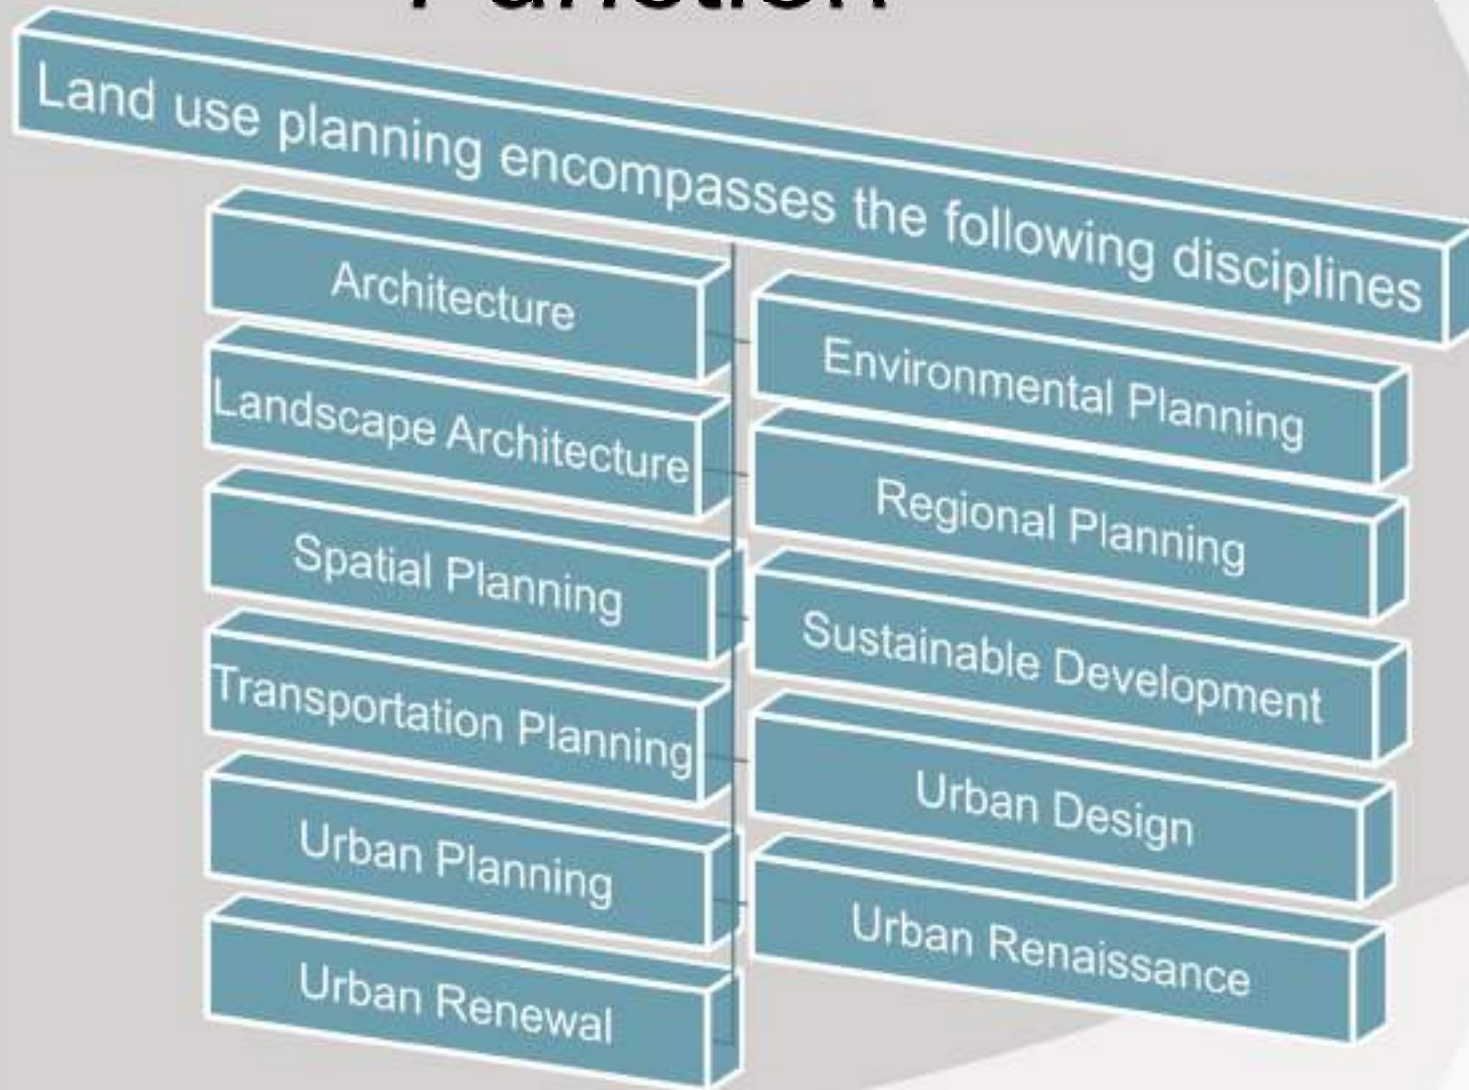 Function
Land use planning encompasses the following disciplines
Architecture
Environmental Planning
Landscape Architecture
Regional Planning
Spatial Planning
Sustainable Development
Transportation Planning
Urban Design
Urban Planning
Urban Renaissance
Urban Renewal